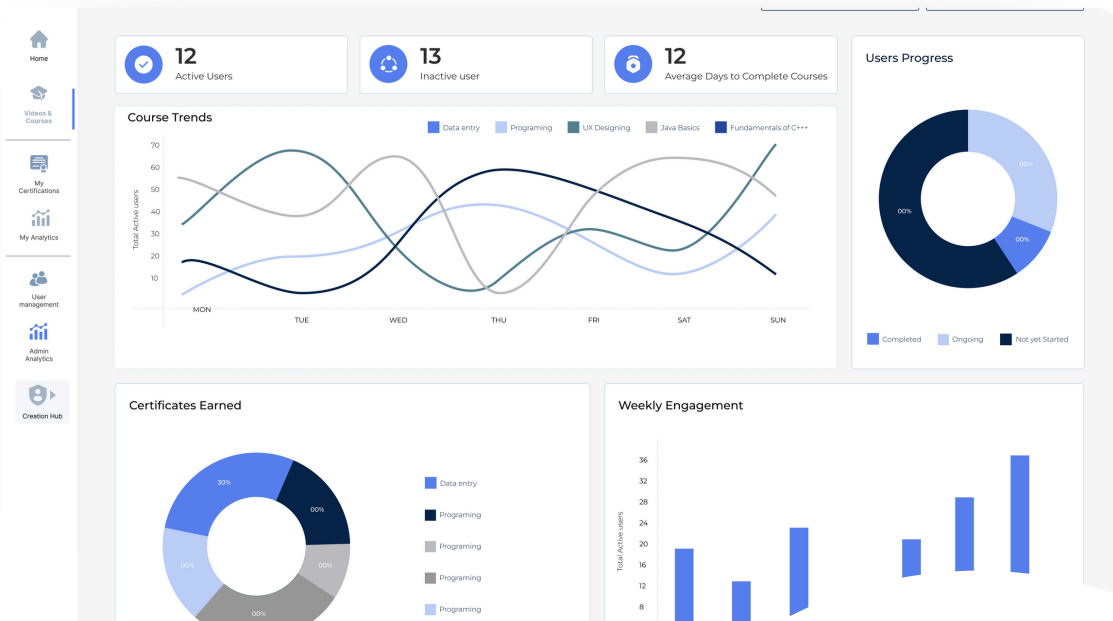 Home
Videos &
Courses
My
Certifications
My Analytics
User
management
Admin
Analytics
Creation Hub
12
Active Users
13
Inactive user
12
Average Days to Complete Courses
Users Progress
00%
00%
00%
Completed
Ongoing
Not yet Started
Course Trends
Data entry
Programing
UX Designing
Java Basics
Fundamentals of C+++
Total Active users
70
60
50
40
30
20
10
MON
TUE
WED
THU
FRI
SAT
SUN
Certificates Earned
30%
00%
00%
00%
00%
Data entry
Programing
Programing
Programing
Programing
Weekly Engagement
Total Active users
36
32
28
24
20
16
12
8